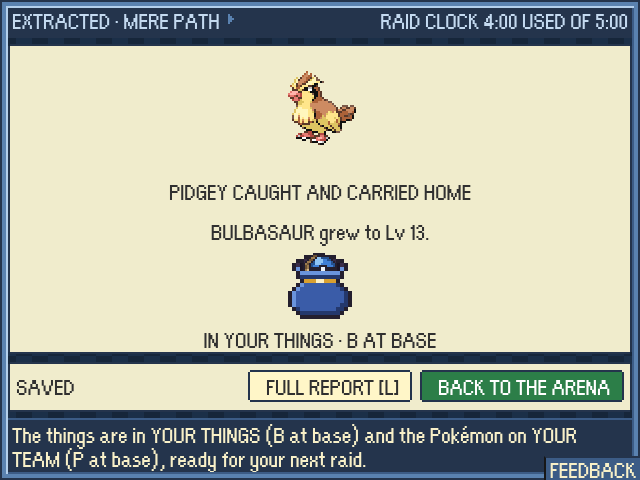 EXTRACTED · MERE PATH
RAID CLOCK 4:00 USED OF 5:00
PIDGEY CAUGHT AND CARRIED HOME
BULBASAUR grew to Lv 13.
IN YOUR THINGS · B AT BASE
SAVED
FULL REPORT [L]
BACK TO THE ARENA
The things are in YOUR THINGS (B at base) and the Pokémon on YOUR
TEAM (P at base), ready for your next raid.
FEEDBACK